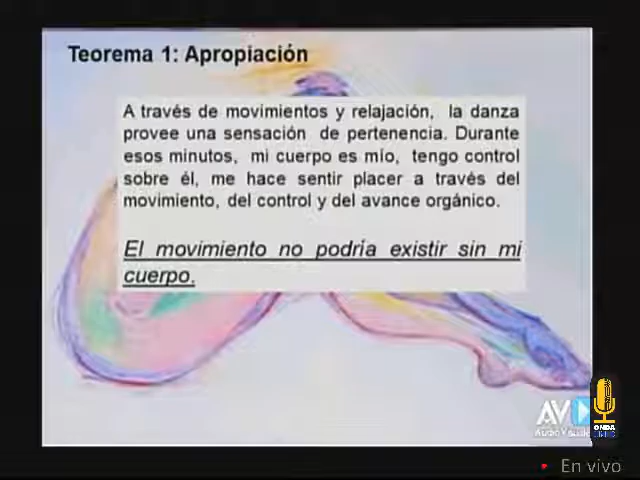 Teorema 1: Apropiación
A través de movimientos y relajación, la danza
provee una sensación de pertenencia. Durante
esos minutos, mi cuerpo es mío, tengo control
sobre él, me hace sentir placer a través del
movimiento, del control y del avance orgánico.
El movimiento no podría existir sin mi
cuerpo.
AV
ONDA
En vivo